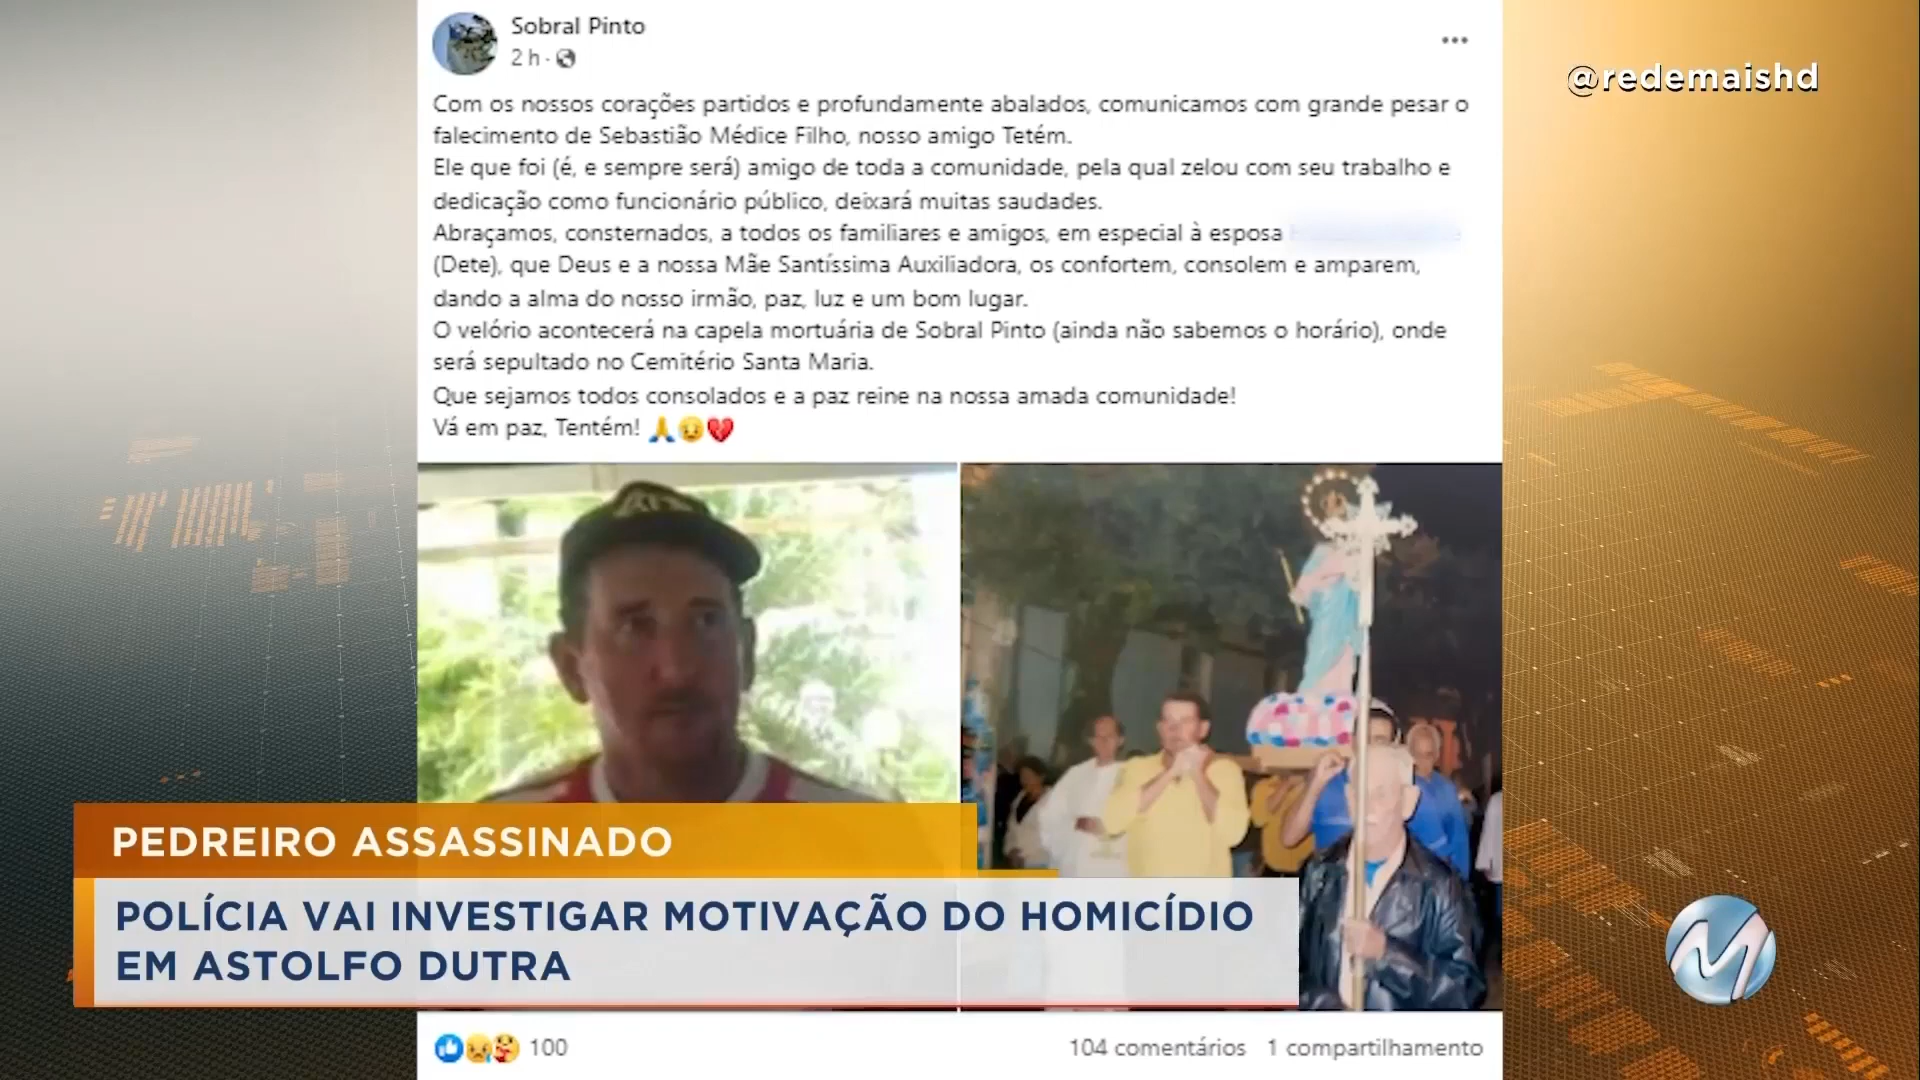 Sobral Pinto
2 h ·
@redemaishd
Com os nossos corações partidos e profundamente abalados, comunicamos com grande pesar o
falecimento de Sebastião Médice Filho, nosso amigo Tetém.
Ele que foi (é, e sempre será) amigo de toda a comunidade, pela qual zelou com seu trabalho e
dedicação como funcionário público, deixará muitas saudades.
Abraçamos, consternados, a todos os familiares e amigos, em especial à esposa
(Dete), que Deus e a nossa Mãe Santíssima Auxiliadora, os confortem, consolem e amparem,
dando a alma do nosso irmão, paz, luz e um bom lugar.
O velório acontecerá na capela mortuária de Sobral Pinto (ainda não sabemos o horário), onde
será sepultado no Cemitério Santa Maria.
Que sejamos todos consolados e a paz reine na nossa amada comunidade!
Vá em paz, Tentém! 🙏😣💔
PEDREIRO ASSASSINADO
POLÍCIA VAI INVESTIGAR MOTIVAÇÃO DO HOMICÍDIO
EM ASTOLFO DUTRA
M
100
104 comentários 1 compartilhamento